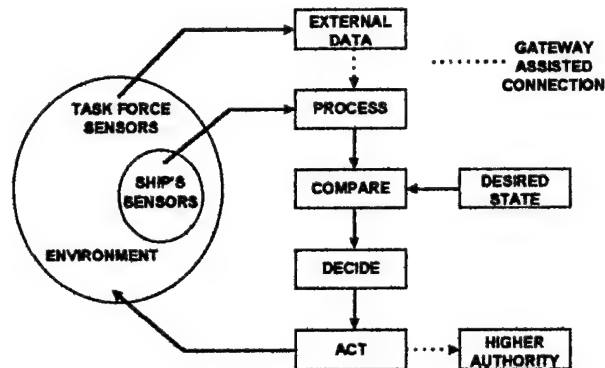 EXTERNAL
DATA
GATEWAY
ASSISTED
CONNECTION
TASK FORCE
SENSORS
PROCESS
SHIP'S
SENSORS
COMPARE
DESIRED
STATE
ENVIRONMENT
DECIDE
ACT
HIGHER
AUTHORITY